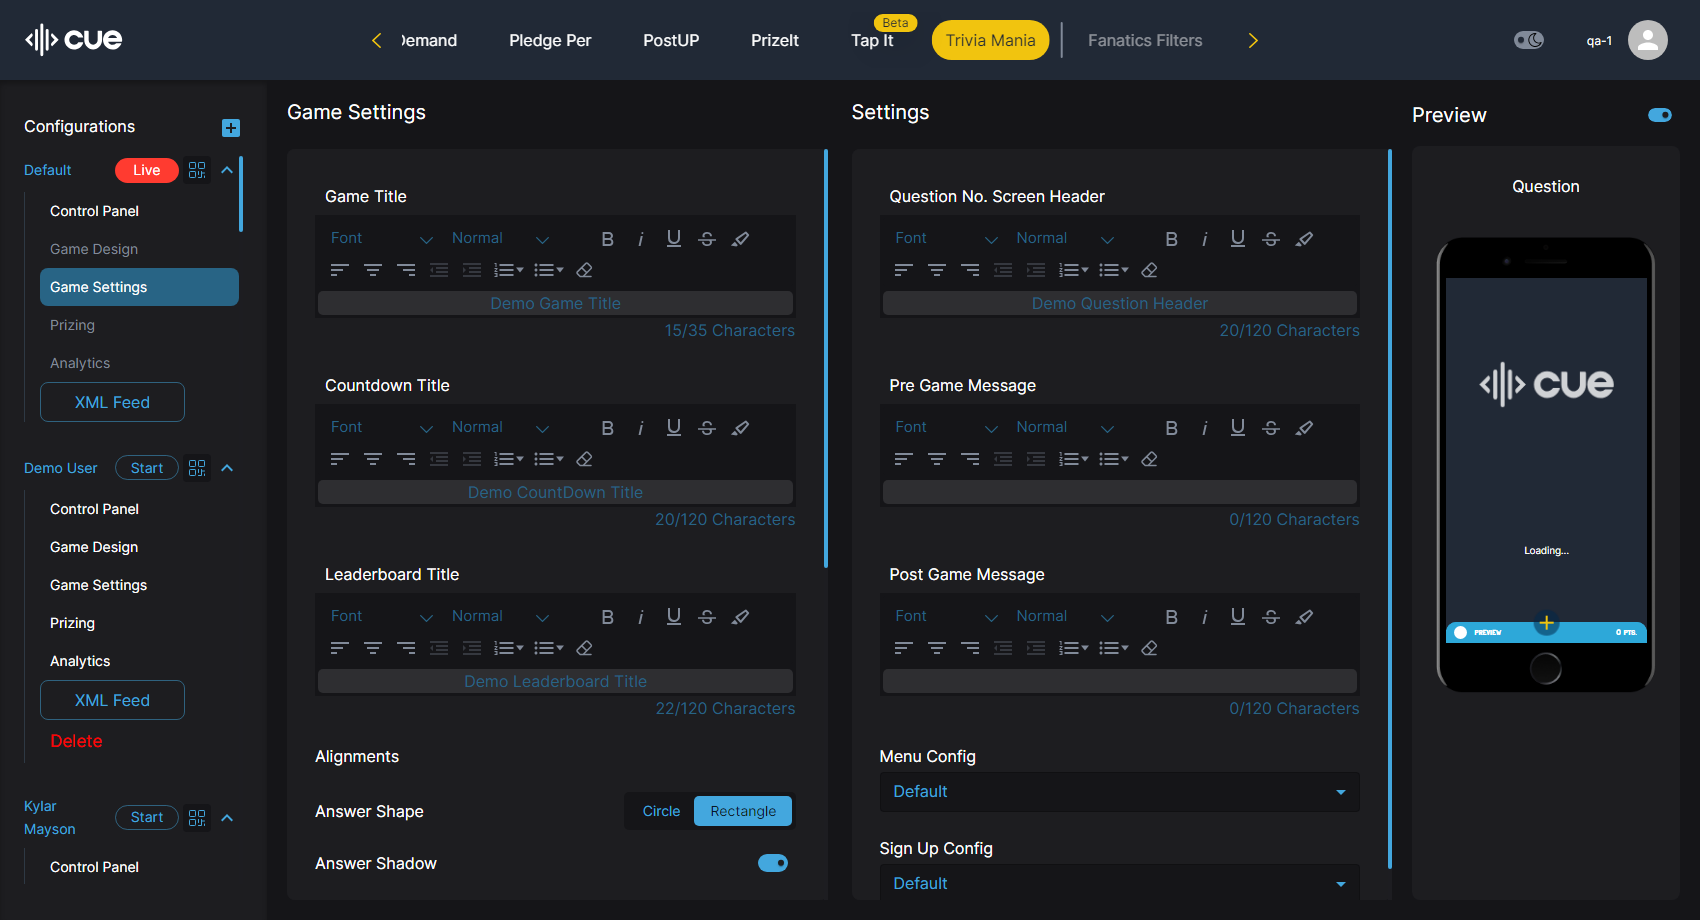 cue
Demand
Pledge Per
PostUP
PrizeIt
Tap It
Beta
Trivia Mania
Fanatics Filters
qa-1
Configurations
Default
Live
Control Panel
Game Design
Game Settings
Prizing
Analytics
XML Feed
Demo User
Start
Control Panel
Game Design
Game Settings
Prizing
Analytics
XML Feed
Delete
Kylar
Mayson
Start
Control Panel
Game Settings
Game Title
Font
Normal
B i U S
Demo Game Title
15/35 Characters
Countdown Title
Font
Normal
B i U S
Demo CountDown Title
20/120 Characters
Leaderboard Title
Font
Normal
B i U S
Demo Leaderboard Title
22/120 Characters
Alignments
Answer Shape
Circle
Rectangle
Answer Shadow
Settings
Question No. Screen Header
Font
Normal
B i U S
Demo Question Header
20/120 Characters
Pre Game Message
Font
Normal
B i U S
0/120 Characters
Post Game Message
Font
Normal
B i U S
0/120 Characters
Menu Config
Default
Sign Up Config
Default
Preview
Question
cue
Loading...
PREVIEW
0 PTS.